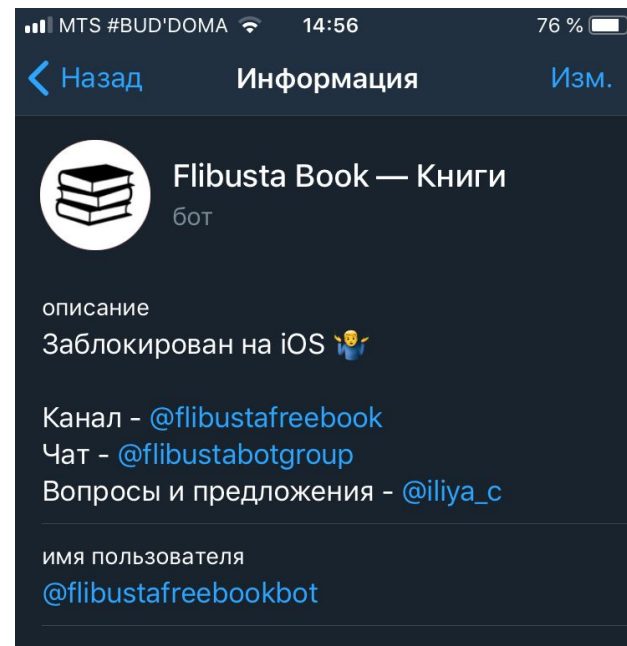 MTS #BUD'DOMA 14:56 76 %
Назад Информация Изм.
Flibusta Book — Книги
бот
описание
Заблокирован на iOS 🤷‍♂️
Канал - @flibustafreebook
Чат - @flibustabotgroup
Вопросы и предложения - @iliya_c
имя пользователя
@flibustafreebookbot